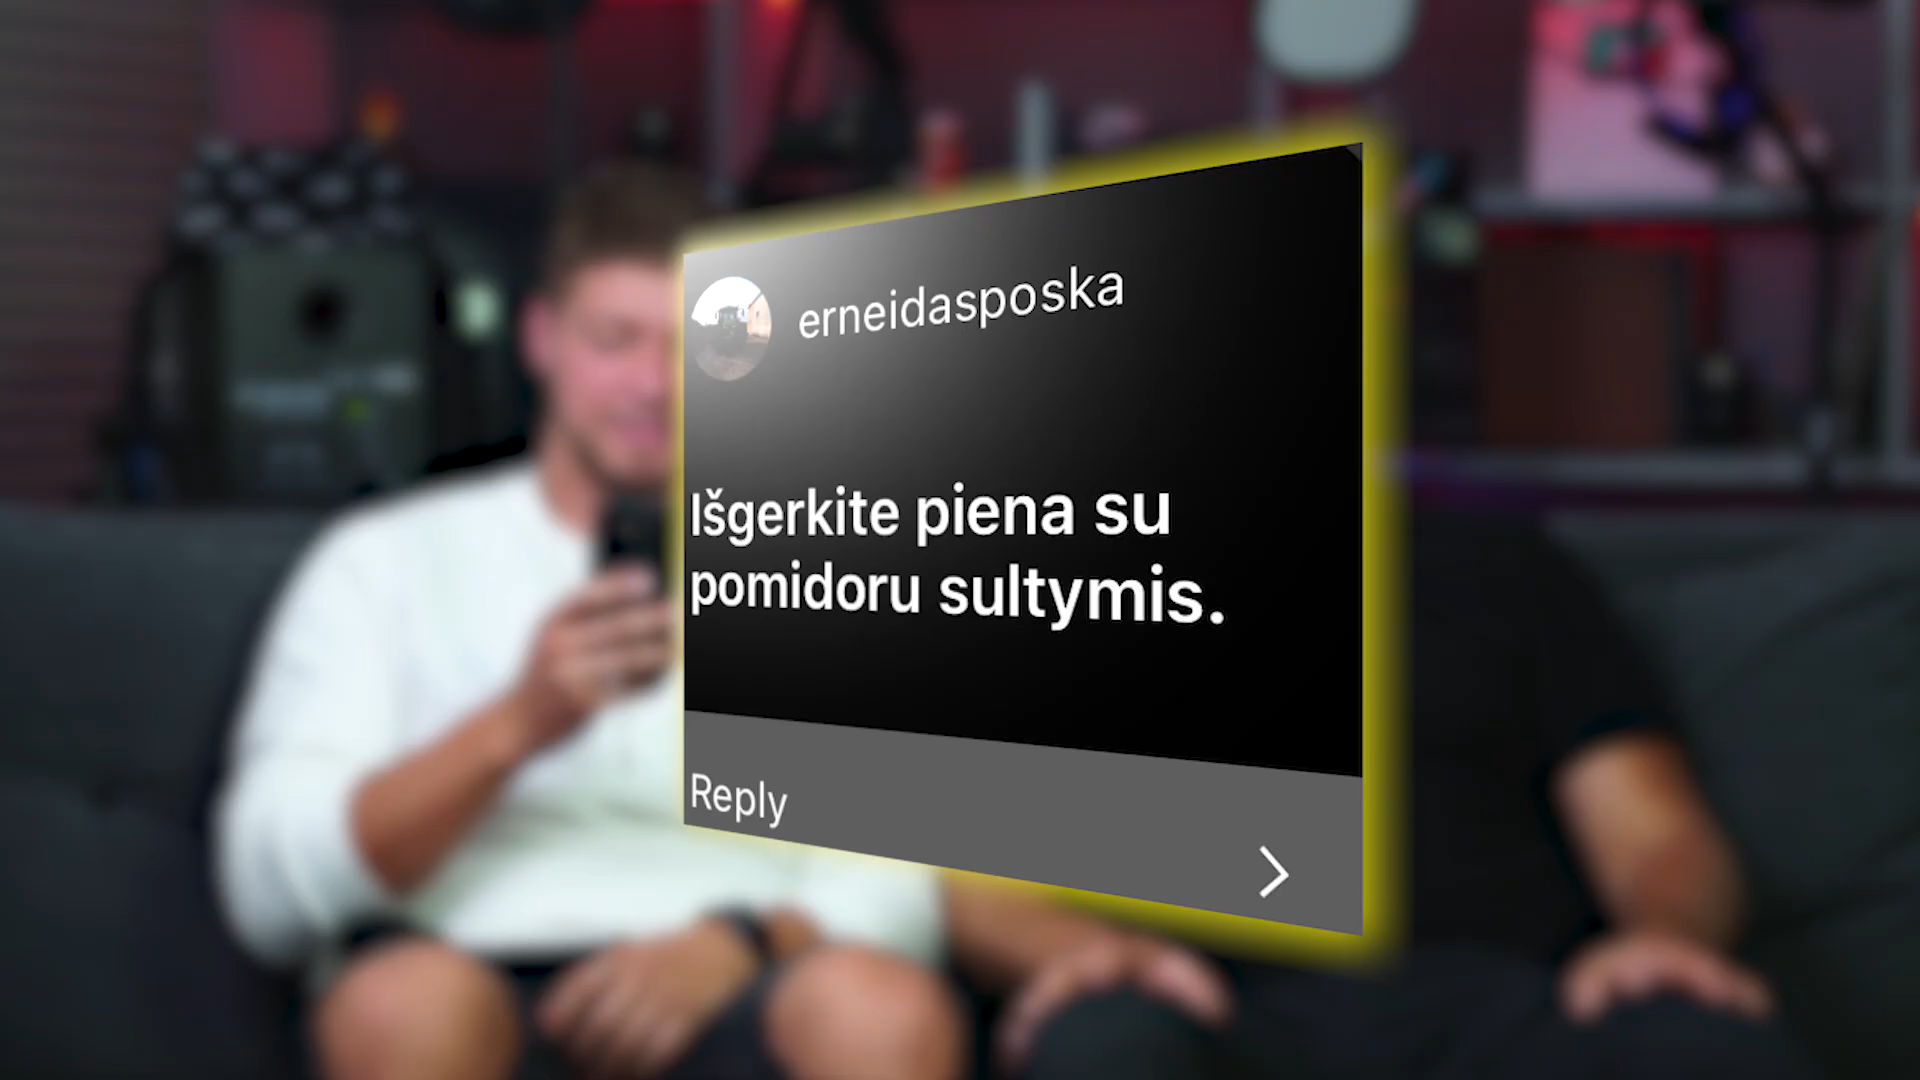 erneidasposka
Išgerkite piena su
pomidoru sultymis.
Reply